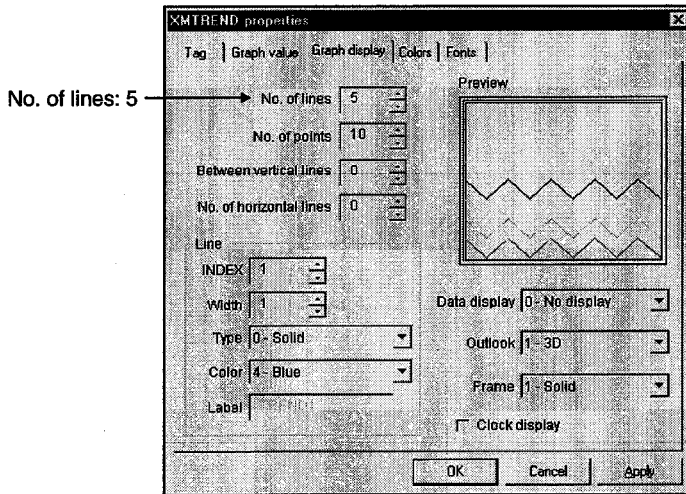 XMTREND properties
Tag Graph value Graph display Colors Fonts
No. of lines: 5
No. of lines 5
No. of points 10
Between vertical lines 0
No. of horizontal lines 0
Preview
Line
INDEX 1
Width 1
Type 0 - Solid
Color 4 - Blue
Label
Data display 0 - No display
Outlook 1 - 3D
Frame 1 - Solid
Clock display
OK Cancel Apply